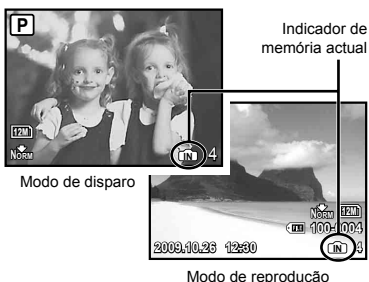 Indicador de
memória actual
P
12M
NORM
IN 4
Modo de disparo
NORM 12M
100-0004
2009.10.26 12:30
IN 4
Modo de reprodução